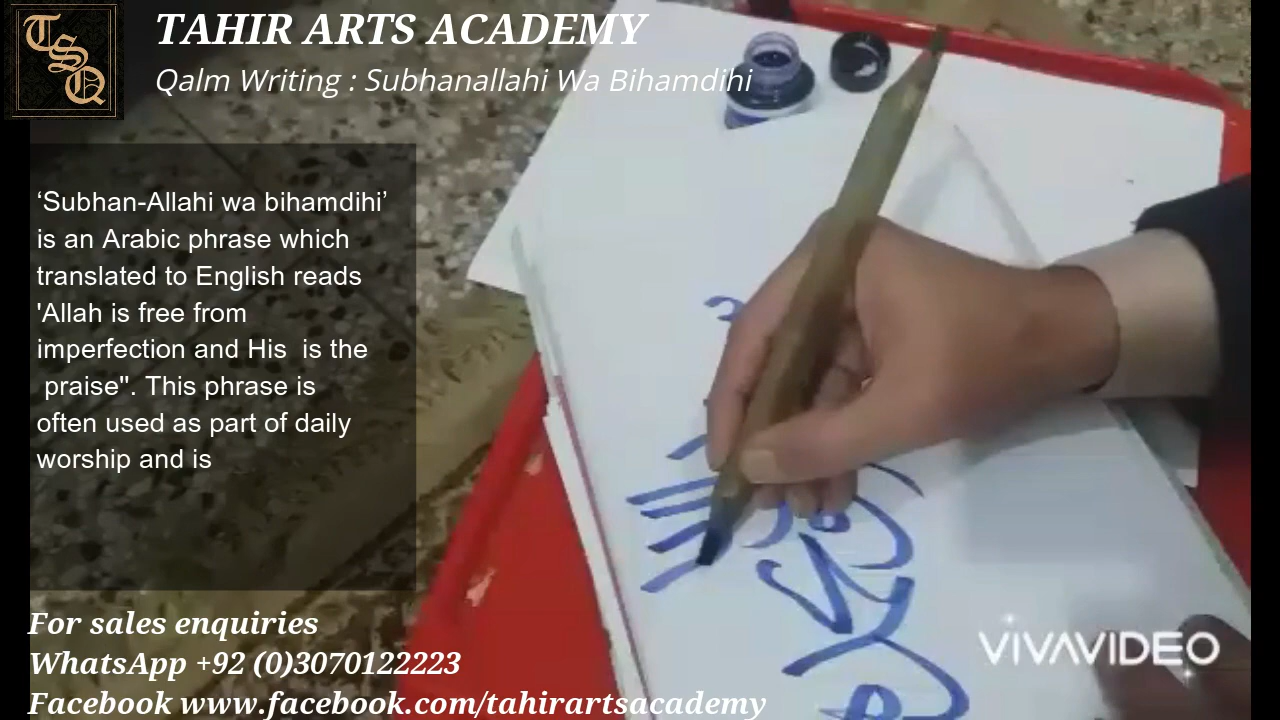 TSQ
TAHIR ARTS ACADEMY
Qalm Writing : Subhanallahi Wa Bihamdihi
‘Subhan-Allahi wa bihamdihi’
is an Arabic phrase which
translated to English reads
'Allah is free from
imperfection and His  is the
praise". This phrase is
often used as part of daily
worship and is
For sales enquiries
WhatsApp +92 (0)3070122223
Facebook www.facebook.com/tahirartsacademy
VIVAVIDEO